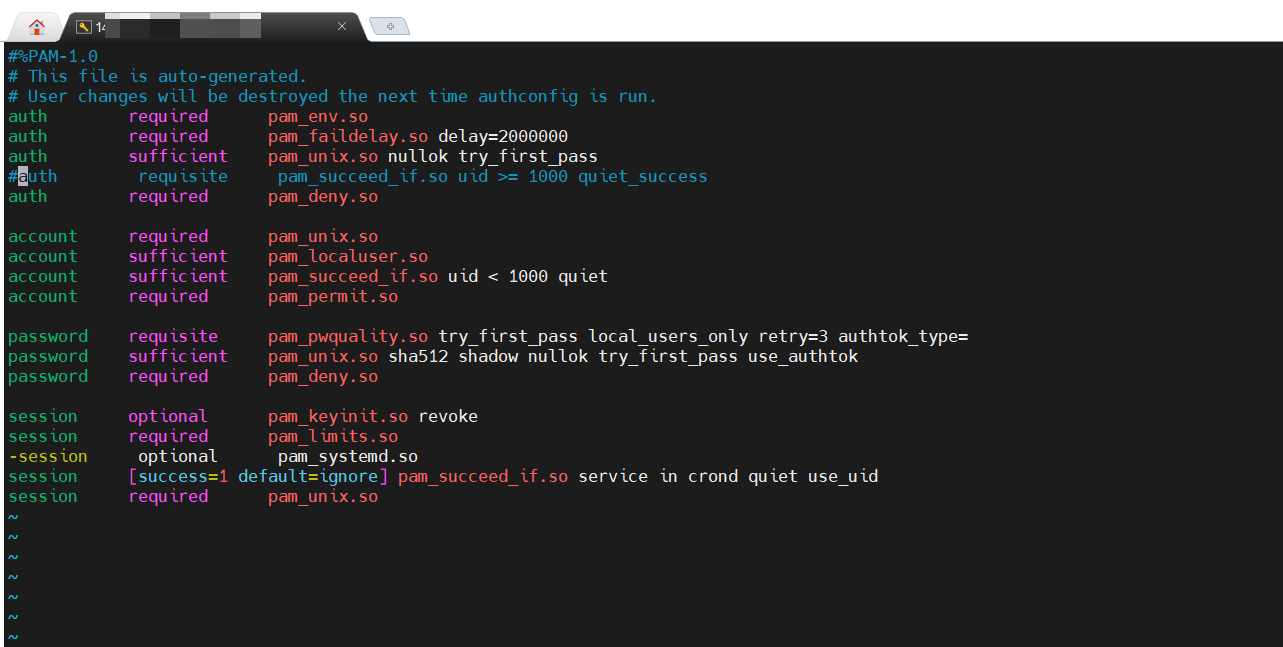 14
#%PAM-1.0
# This file is auto-generated.
# User changes will be destroyed the next time authconfig is run.
auth        required      pam_env.so
auth        required      pam_faildelay.so delay=2000000
auth        sufficient    pam_unix.so nullok try_first_pass
#auth        requisite     pam_succeed_if.so uid >= 1000 quiet_success
auth        required      pam_deny.so
account     required      pam_unix.so
account     sufficient    pam_localuser.so
account     sufficient    pam_succeed_if.so uid < 1000 quiet
account     required      pam_permit.so
password    requisite     pam_pwquality.so try_first_pass local_users_only retry=3 authtok_type=
password    sufficient    pam_unix.so sha512 shadow nullok try_first_pass use_authtok
password    required      pam_deny.so
session     optional      pam_keyinit.so revoke
session     required      pam_limits.so
-session     optional      pam_systemd.so
session     [success=1 default=ignore] pam_succeed_if.so service in crond quiet use_uid
session     required      pam_unix.so
~
~
~
~
~
~
~